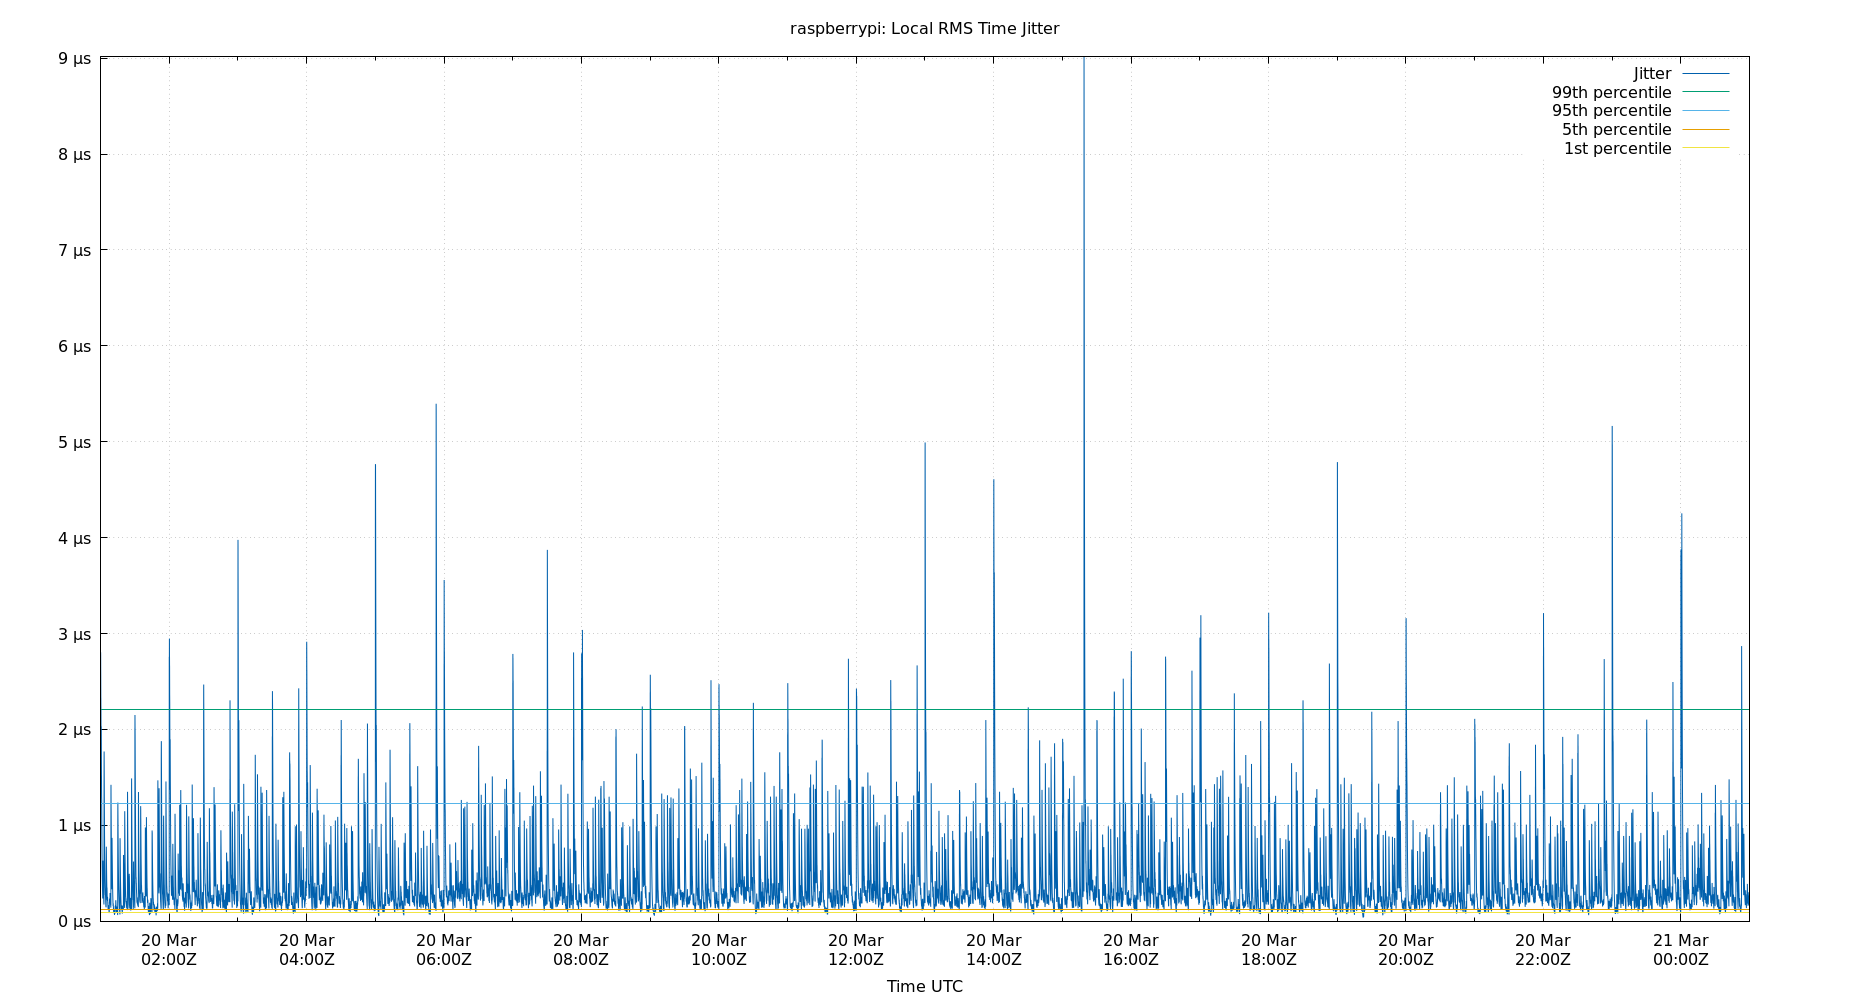 raspberrypi: Local RMS Time Jitter
9 µs
8 µs
7 µs
6 µs
5 µs
4 µs
3 µs
2 µs
1 µs
0 µs
Jitter
99th percentile
95th percentile
5th percentile
1st percentile
20 Mar
02:00Z
20 Mar
04:00Z
20 Mar
06:00Z
20 Mar
08:00Z
20 Mar
10:00Z
20 Mar
12:00Z
20 Mar
14:00Z
20 Mar
16:00Z
20 Mar
18:00Z
20 Mar
20:00Z
20 Mar
22:00Z
21 Mar
00:00Z
Time UTC